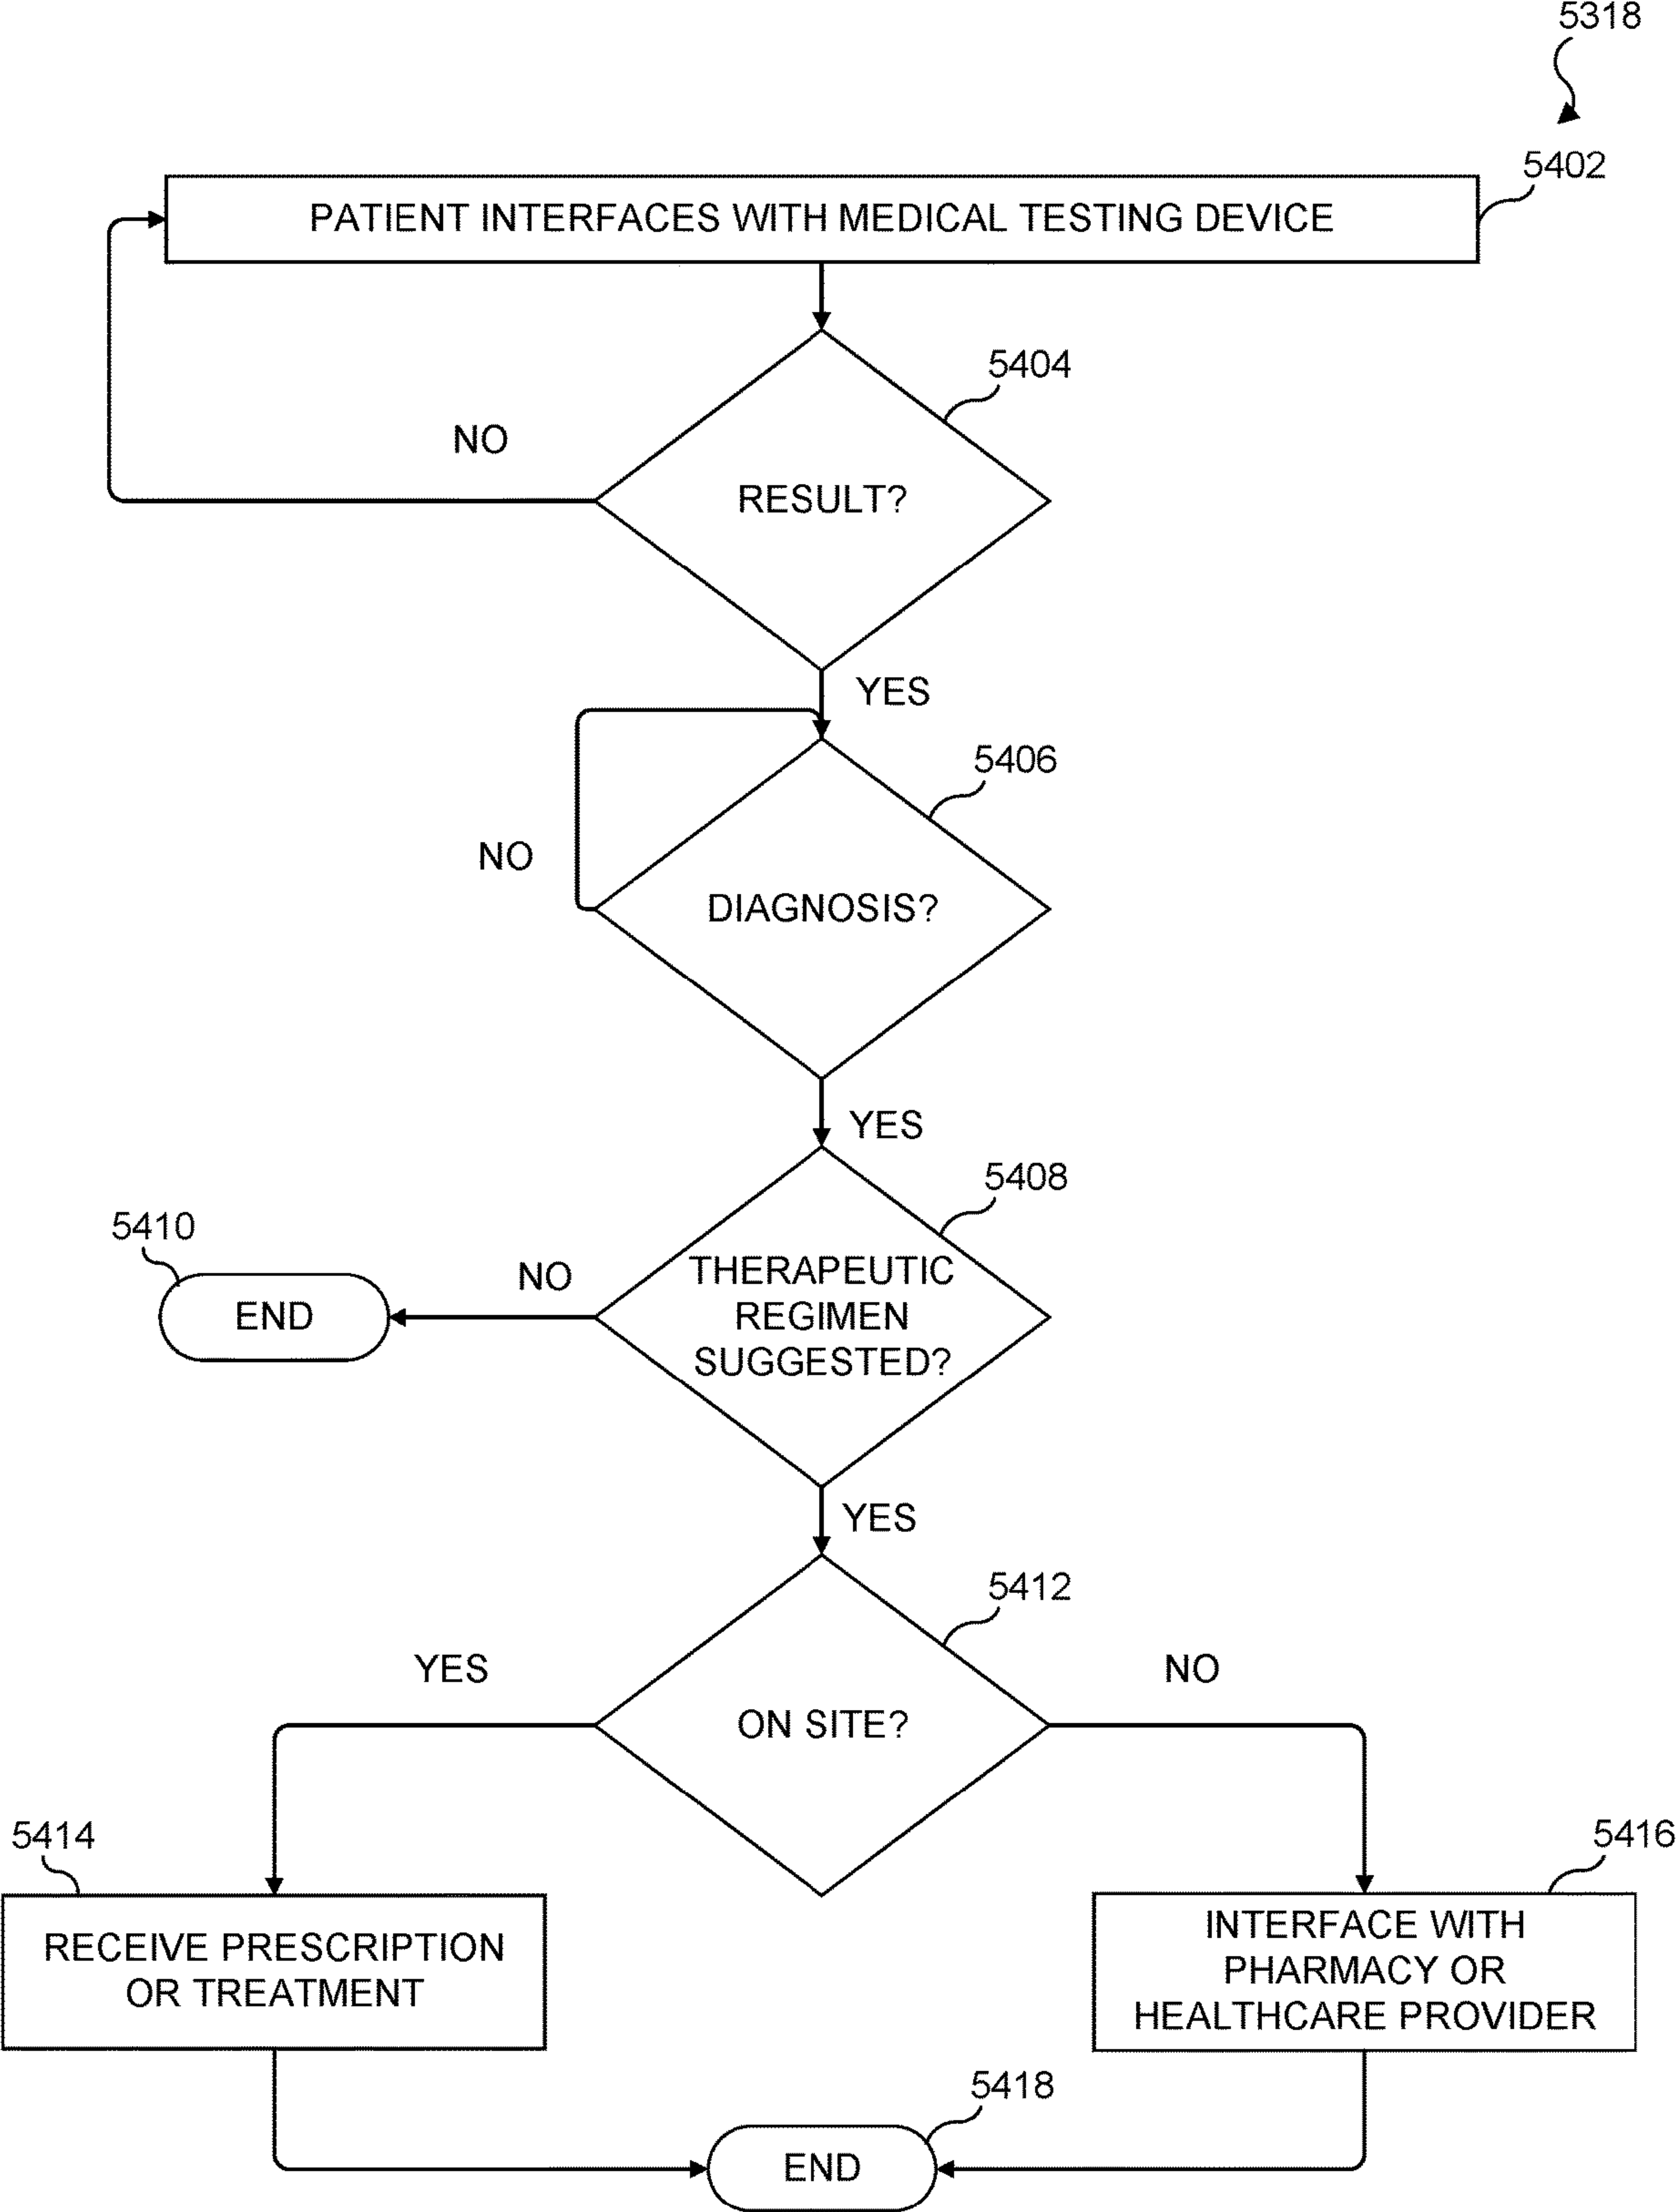 5318
5402
PATIENT INTERFACES WITH MEDICAL TESTING DEVICE
5404
NO
RESULT?
YES
5406
NO
DIAGNOSIS?
YES
5408
5410
THERAPEUTIC
REGIMEN
SUGGESTED?
NO
END
YES
5412
YES
NO
ON SITE?
5414
5416
RECEIVE PRESCRIPTION
OR TREATMENT
INTERFACE WITH
PHARMACY OR
HEALTHCARE PROVIDER
5418
END